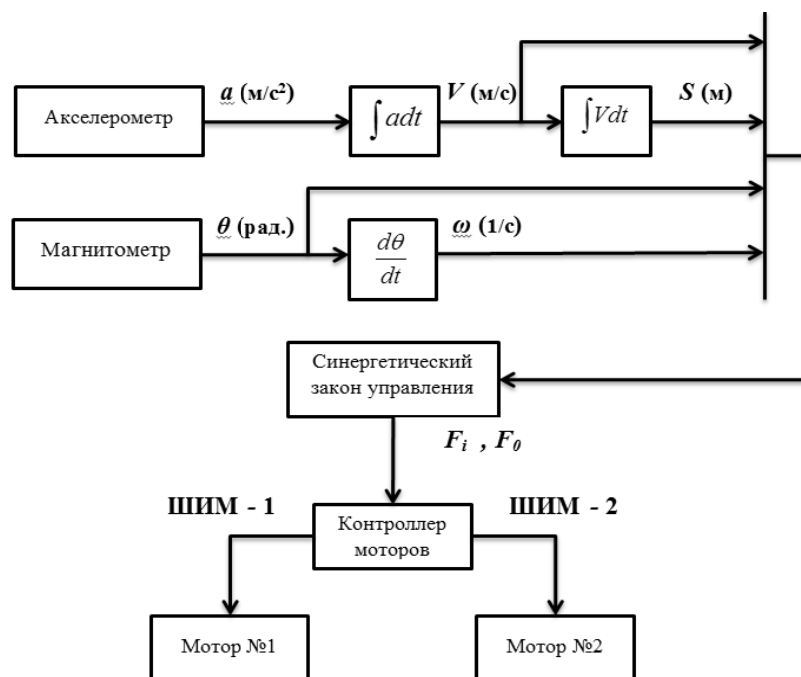 a (м/с²) V (м/с) S (м)
Акселерометр ∫adt ∫Vdt
θ (рад.) ω (1/с)
Магнитометр dθ
dt
Синергетический
закон управления
Fi , F0
ШИМ - 1 ШИМ - 2
Контроллер
моторов
Мотор №1 Мотор №2